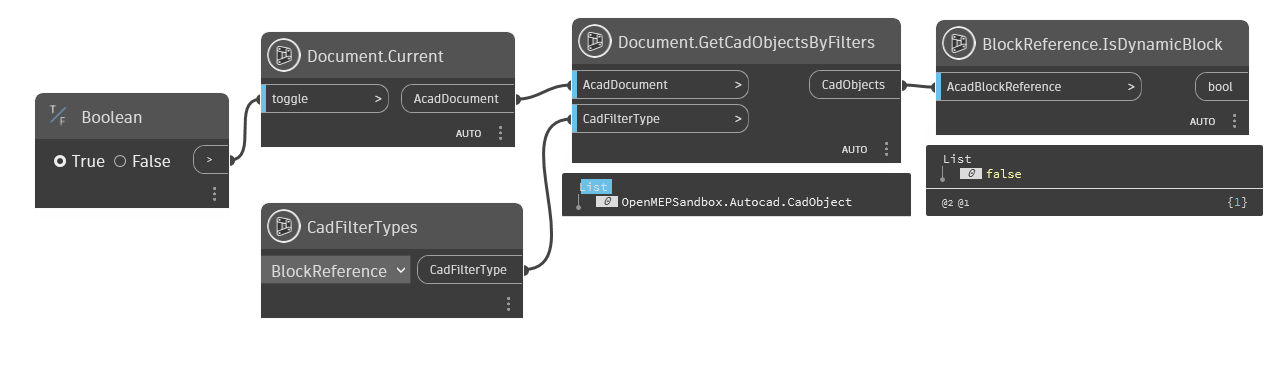 Boolean
True
False
>
T
F
Document.Current
toggle >
AcadDocument
AUTO
CadFilterTypes
BlockReference
CadFilterType
Document.GetCadObjectsByFilters
AcadDocument >
CadObjects
CadFilterType >
AUTO
List
0 OpenMEPSandbox.Autocad.CadObject
BlockReference.IsDynamicBlock
AcadBlockReference >
bool
AUTO
List
0 false
@2 @1
{1}